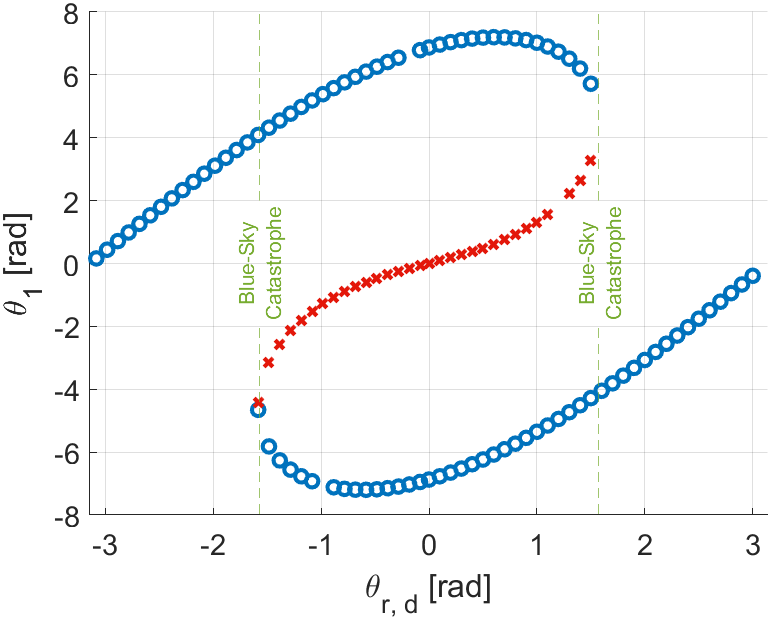 8
6
4
2
0
-2
-4
-6
-8
θ1 [rad]
Blue-Sky
Catastrophe
Blue-Sky
Catastrophe
-3 -2 -1 0 1 2 3
θr, d [rad]